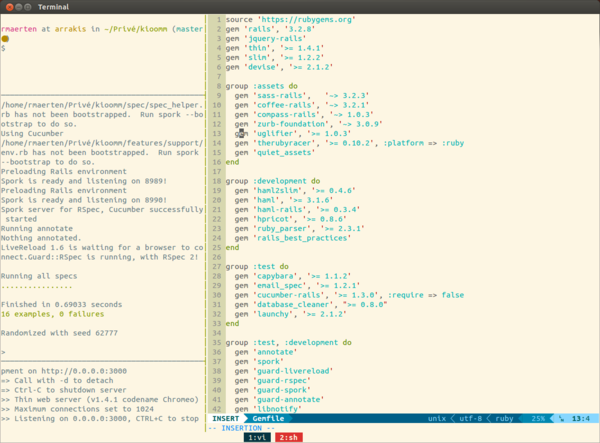 Terminal
rmaerten at arrakis in ~/Privé/kloomm (master
$
/home/rmaerten/Privé/kioomm/spec/spec_helper.
rb has not been bootstrapped.  Run spork --bo
otstrap to do so.
Using Cucumber
/home/rmaerten/Privé/kioomm/features/support/
env.rb has not been bootstrapped.  Run spork
--bootstrap to do so.
Preloading Rails environment
Spork is ready and listening on 8989!
Preloading Rails environment
Spork is ready and listening on 8990!
Spork server for RSpec, Cucumber successfully
 started
Running annotate
Nothing annotated.
LiveReload 1.6 is waiting for a browser to co
nnect.Guard::RSpec is running, with RSpec 2!
Running all specs
................
Finished in 0.69033 seconds
16 examples, 0 failures
Randomized with seed 62777
>
pment on http://0.0.0.0:3000
=> Call with -d to detach
=> Ctrl-C to shutdown server
>> Thin web server (v1.4.1 codename Chromeo)
>> Maximum connections set to 1024
>> Listening on 0.0.0.0:3000, CTRL+C to stop
1 source 'https://rubygems.org'
2 gem 'rails', '3.2.8'
3 gem 'jquery-rails'
4 gem 'thin', '>= 1.4.1'
5 gem 'slim', '>= 1.2.2'
6 gem 'devise', '>= 2.1.2'
7
8 group :assets do
9   gem 'sass-rails',   '~> 3.2.3'
10   gem 'coffee-rails', '~> 3.2.1'
11   gem 'compass-rails', '~> 1.0.3'
12   gem 'zurb-foundation', '~> 3.0.9'
13   gem 'uglifier', '>= 1.0.3'
14   gem 'therubyracer', '>= 0.10.2', :platform => :ruby
15   gem 'quiet_assets'
16 end
17
18 group :development do
19   gem 'haml2slim', '>= 0.4.6'
20   gem 'haml', '>= 3.1.6'
21   gem 'haml-rails', '>= 0.3.4'
22   gem 'hpricot', '>= 0.8.6'
23   gem 'ruby_parser', '>= 2.3.1'
24   gem 'rails_best_practices'
25 end
26
27 group :test do
28   gem 'capybara', '>= 1.1.2'
29   gem 'email_spec', '>= 1.2.1'
30   gem 'cucumber-rails', '>= 1.3.0', :require => false
31   gem 'database_cleaner', ">= 0.8.0"
32   gem 'launchy', '>= 2.1.2'
33 end
34
35 group :test, :development do
36   gem 'annotate'
37   gem 'spork'
38   gem 'guard-livereload'
39   gem 'guard-rspec'
40   gem 'guard-spork'
41   gem 'guard-annotate'
42   gem 'libnotify'
INSERT Gemfile unix utf-8 ruby 25% 13:4
-- INSERTION --
1:vi 2:sh